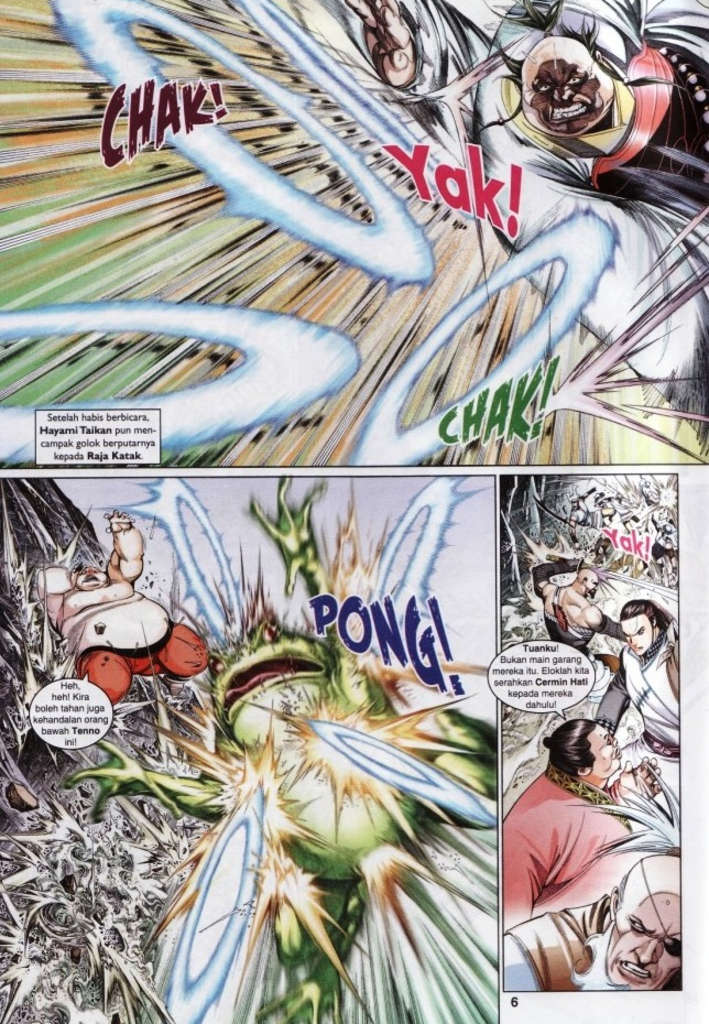 CHAK!
Yak!
CHAK!
Setelah habis berbicara,
Hayami Taikan pun men-
campak golok berputarnya
kepada Raja Katak.
PONG!
Heh,
heh! Kira
boleh tahan juga
kehandalan orang
bawah Tenno
ini!
Yak!
Tuanku!
Bukan main garang
mereka itu. Eloklah kita
serahkan Cermin Hati
kepada mereka
dahulu!
6